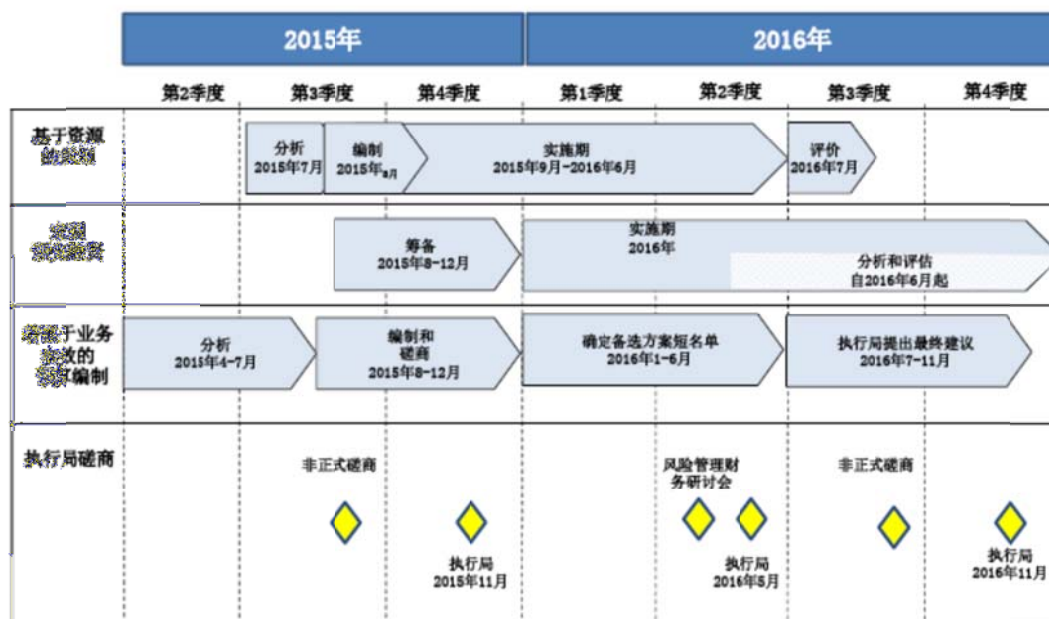 2015年
2016年
第2季度
第3季度
第4季度
第1季度
第2季度
第3季度
第4季度
基于资源
分析
2015年7月
编制
2015年8月
实施期
2015年9月-2016年6月
评价
2016年7月
筹备
2015年8-12月
实施期
2016年
分析和评估
自2016年6月起
于业务
效的
编制
分析
2015年4-7月
编制和
磋商
2015年8-12月
确定备选方案短名单
2016年1-6月
执行局提出最终建议
2016年7-11月
执行局磋商
非正式磋商
风险管理财
务研讨会
非正式磋商
执行局
2015年11月
执行局
2016年5月
执行局
2016年11月